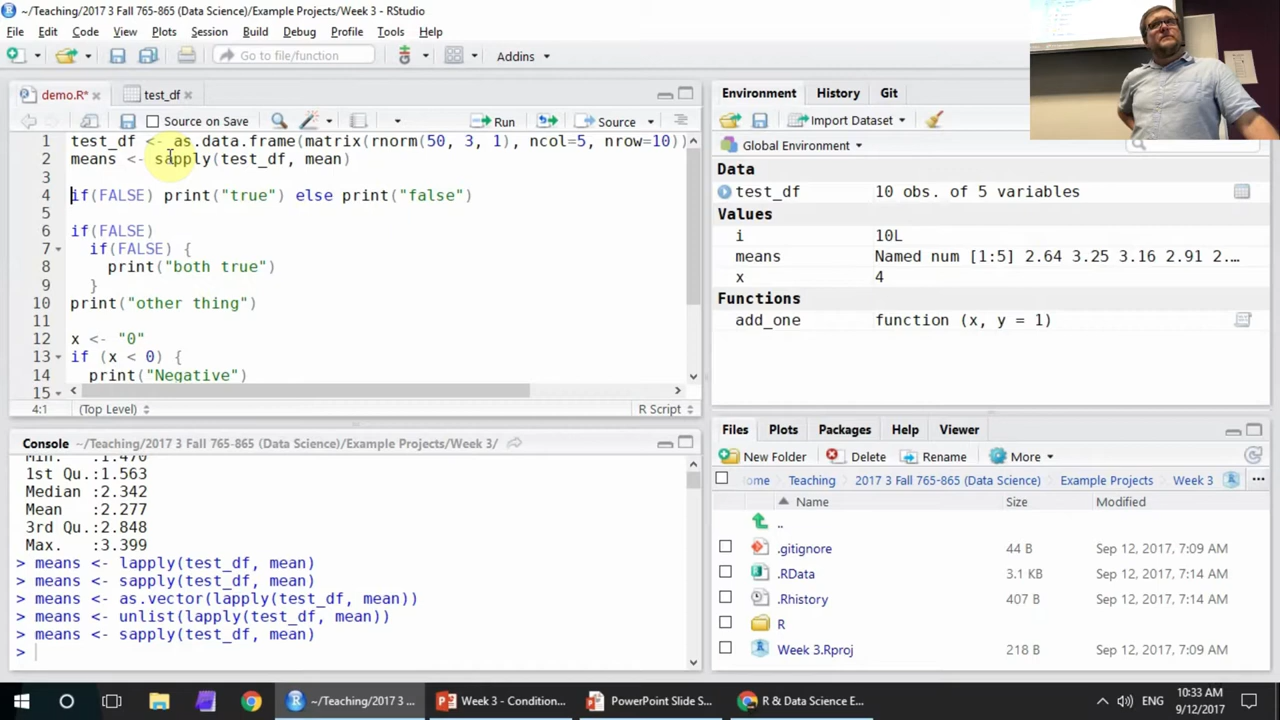 ~/Teaching/2017 3 Fall 765-865 (Data Science)/Example Projects/Week 3 - RStudio
File Edit Code View Plots Session Build Debug Profile Tools Help
Go to file/function Addins
demo.R* test_df
Source on Save Run Source
1 test_df <- as.data.frame(matrix(rnorm(50, 3, 1), ncol=5, nrow=10))
2 means <- sapply(test_df, mean)
3
4 if(FALSE) print("true") else print("false")
5
6 if(FALSE)
7 if(FALSE) {
8 print("both true")
9 }
10 print("other thing")
11
12 x <- "0"
13 if (x < 0) {
14 print("Negative")
15
4:1 (Top Level) R Script
Console ~/Teaching/2017 3 Fall 765-865 (Data Science)/Example Projects/Week 3/
Min. :1.470
1st Qu.:1.563
Median :2.342
Mean :2.277
3rd Qu.:2.848
Max. :3.399
> means <- lapply(test_df, mean)
> means <- sapply(test_df, mean)
> means <- as.vector(lapply(test_df, mean))
> means <- unlist(lapply(test_df, mean))
> means <- sapply(test_df, mean)
>
Environment History Git
Import Dataset
Global Environment
Data
test_df 10 obs. of 5 variables
Values
i 10L
means Named num [1:5] 2.64 3.25 3.16 2.91 2.…
x 4
Functions
add_one function (x, y = 1)
Files Plots Packages Help Viewer
New Folder Delete Rename More
ome Teaching 2017 3 Fall 765-865 (Data Science) Example Projects Week 3
Name Size Modified
..
.gitignore 44 B Sep 12, 2017, 7:09 AM
.RData 3.1 KB Sep 12, 2017, 7:14 AM
.Rhistory 407 B Sep 12, 2017, 7:14 AM
R
Week 3.Rproj 218 B Sep 12, 2017, 7:09 AM
~/Teaching/2017 3 ... Week 3 - Condition... PowerPoint Slide S... R & Data Science E... ENG 10:33 AM
9/12/2017